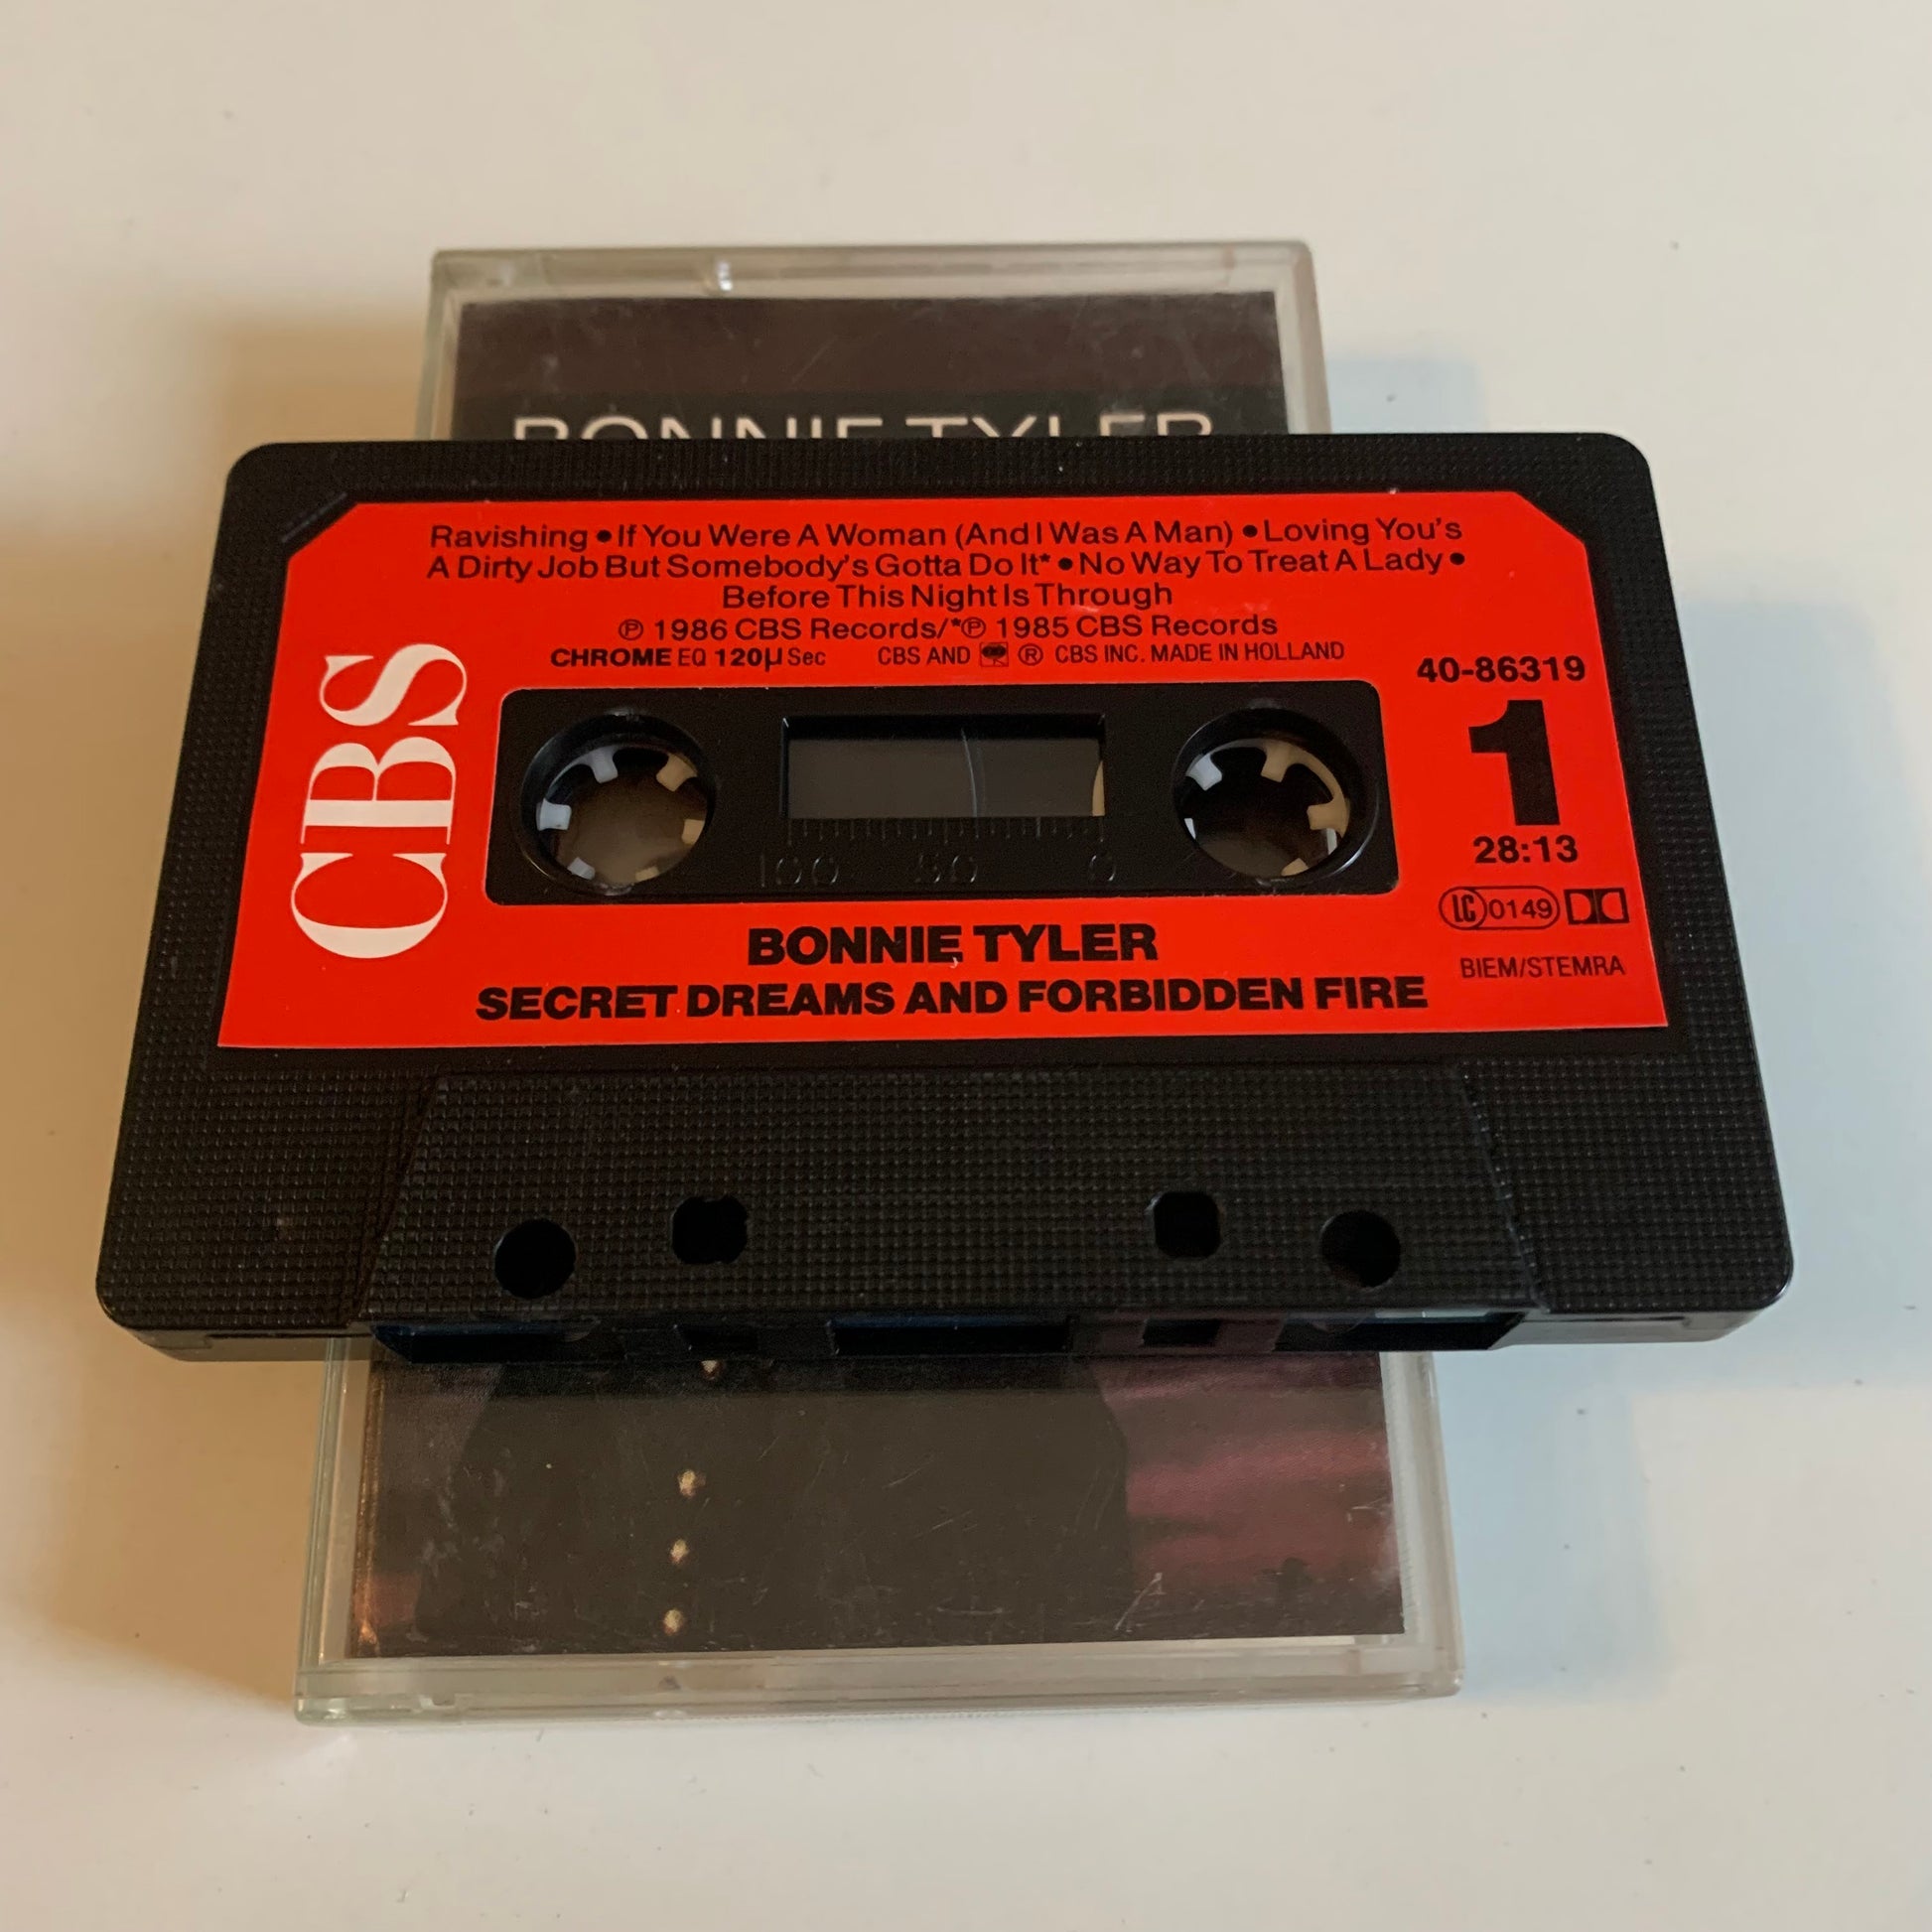 BONNIE TYLER
Ravishing • If You Were A Woman (And I Was A Man) • Loving You's
A Dirty Job But Somebody's Gotta Do It* • No Way To Treat A Lady •
Before This Night Is Through
℗ 1986 CBS Records/*℗ 1985 CBS Records
CHROME EQ 120µ Sec CBS AND ® CBS INC. MADE IN HOLLAND
CBS
40-86319
1
28:13
100 50 0
LC 0149
BIEM/STEMRA
BONNIE TYLER
SECRET DREAMS AND FORBIDDEN FIRE